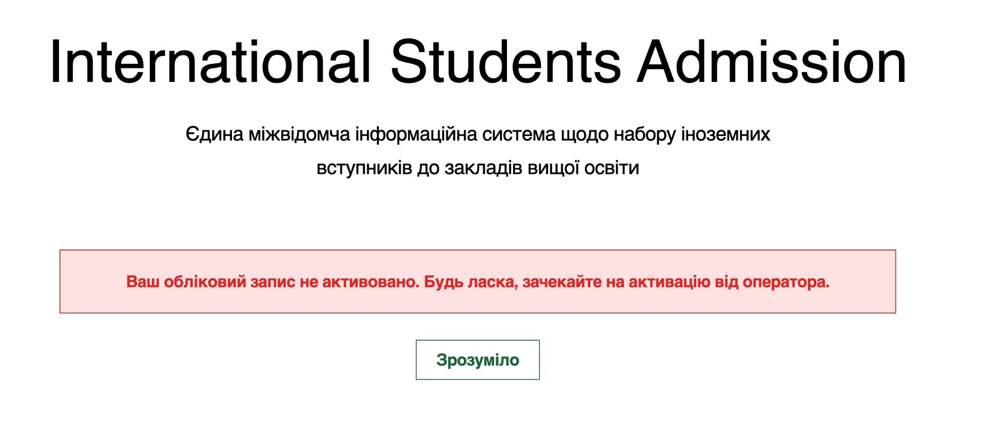 International Students Admission
Єдина міжвідомча інформаційна система щодо набору іноземних
вступників до закладів вищої освіти
Ваш обліковий запис не активовано. Будь ласка, зачекайте на активацію від оператора.
Зрозуміло